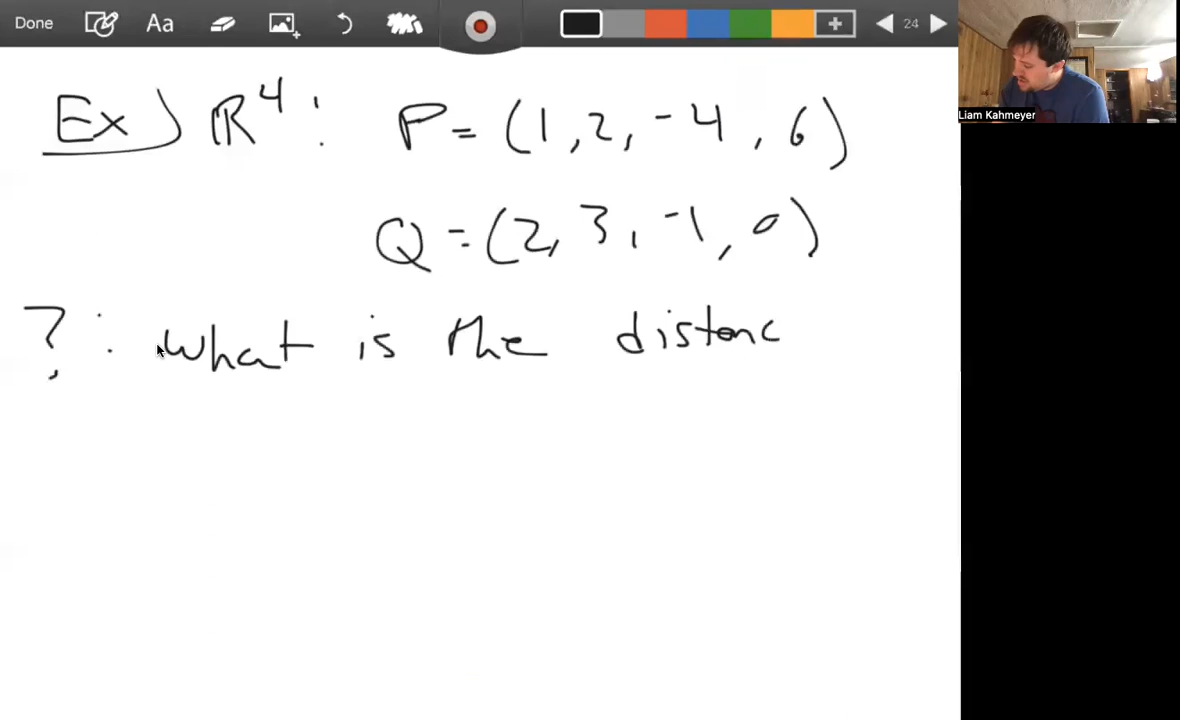 Done Aa 24
Liam Kahmeyer
Ex) ℝ⁴: P = (1, 2, -4, 6)
Q = (2, 3, -1, 0)
?: what is the distanc